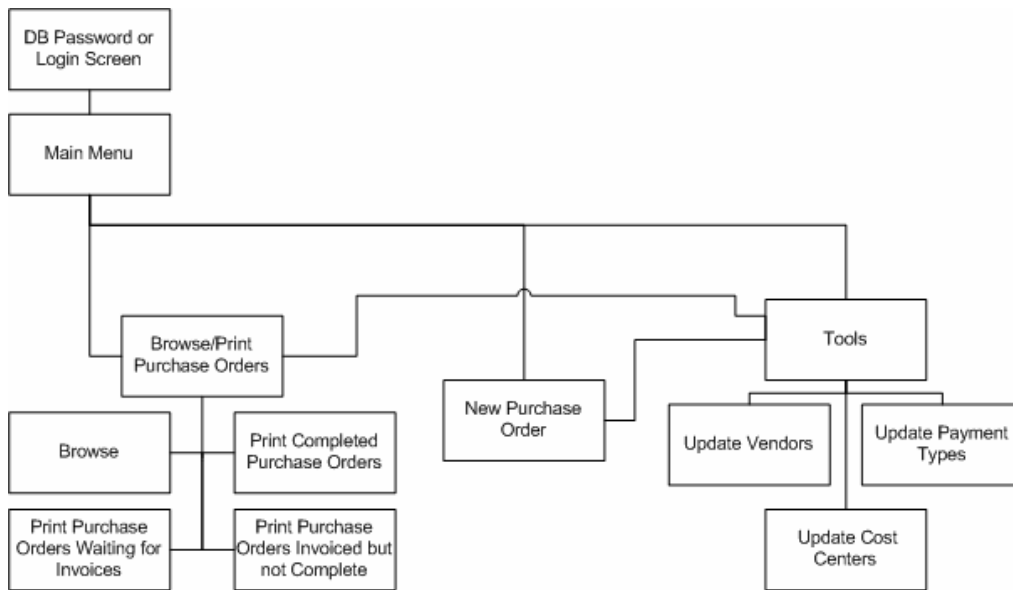 DB Password or
Login Screen
Main Menu
Browse/Print
Purchase Orders
Tools
New Purchase
Order
Browse
Print Completed
Purchase Orders
Update Vendors
Update Payment
Types
Print Purchase
Orders Waiting for
Invoices
Print Purchase
Orders Invoiced but
not Complete
Update Cost
Centers